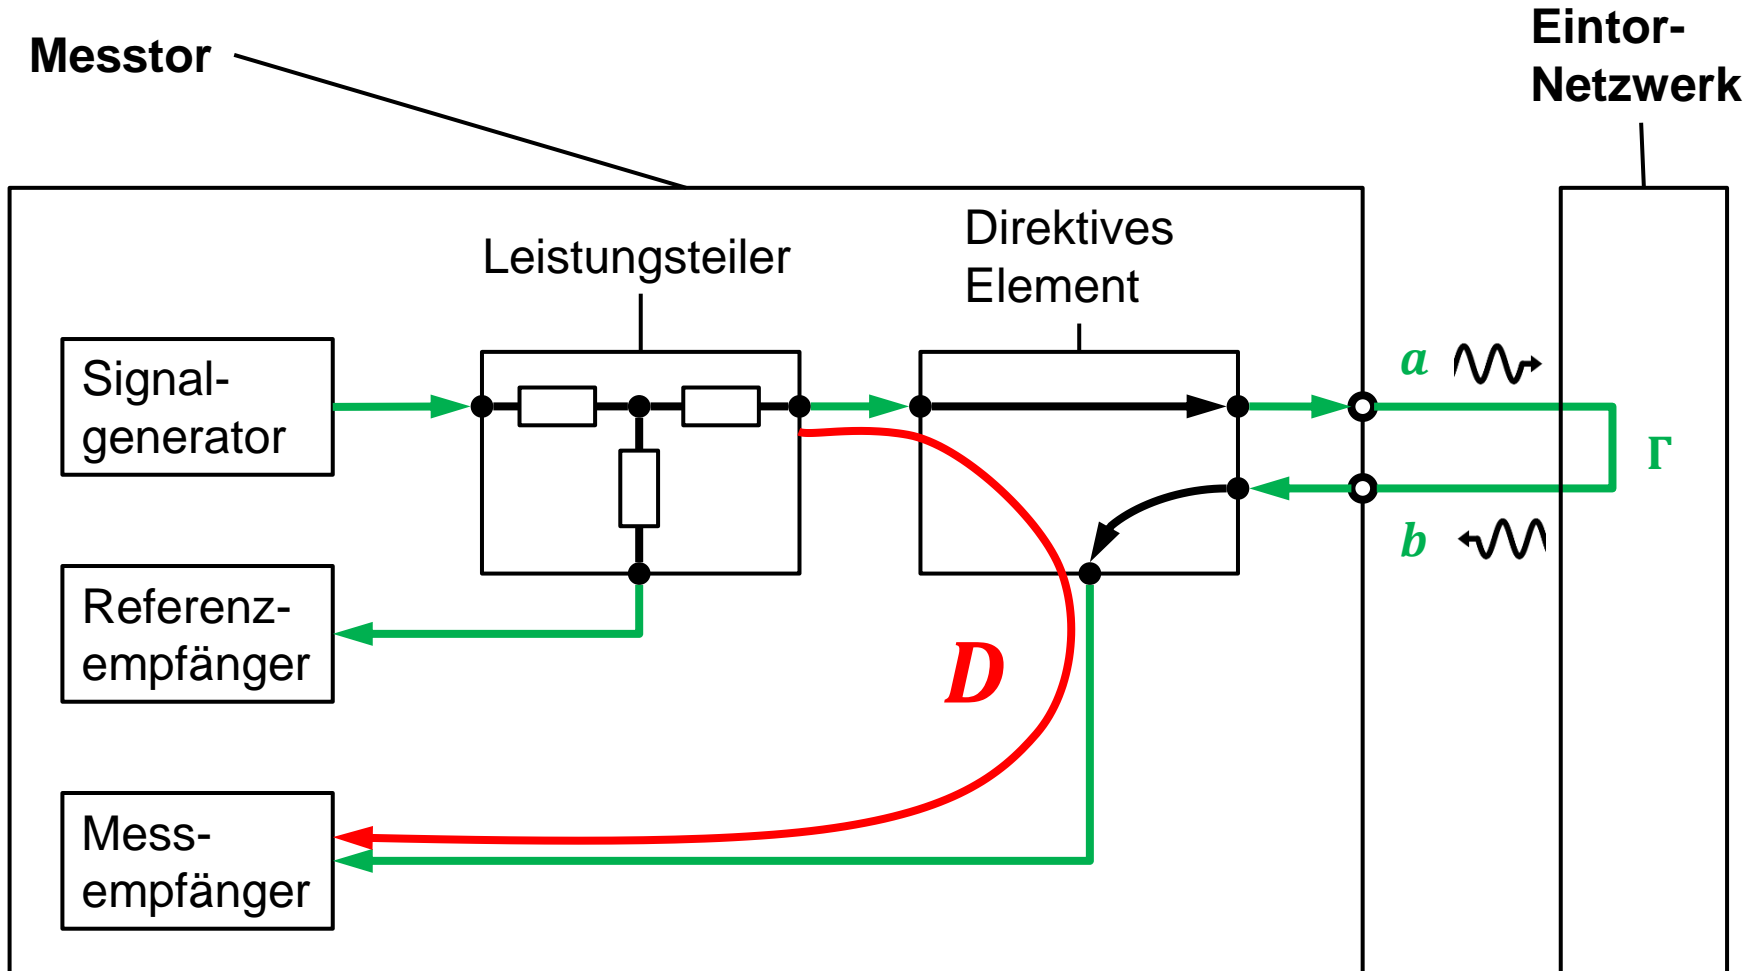 Messtor
Eintor-
Netzwerk
Leistungsteiler
Direktives
Element
Signal-
generator
a
Γ
b
Referenz-
empfänger
D
Mess-
empfänger